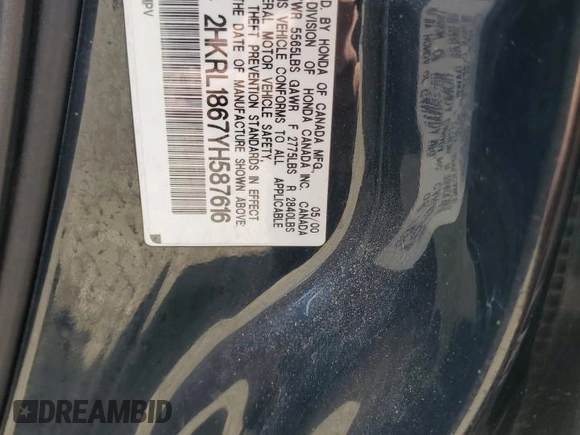 D. BY HONDA OF CANADA MFG.,
DIVISION OF HONDA CANADA INC. CANADA
05/00
WR 5565LBS GAWR F 2775LBS R 2840LBS
IS VEHICLE CONFORMS TO ALL APPLICABLE
ERAL MOTOR VEHICLE SAFETY
THEFT PREVENTION STANDARDS IN EFFECT
THE DATE OF MANUFACTURE SHOWN ABOVE.
2HKRL1867YH587616
MPV
DREAMBID